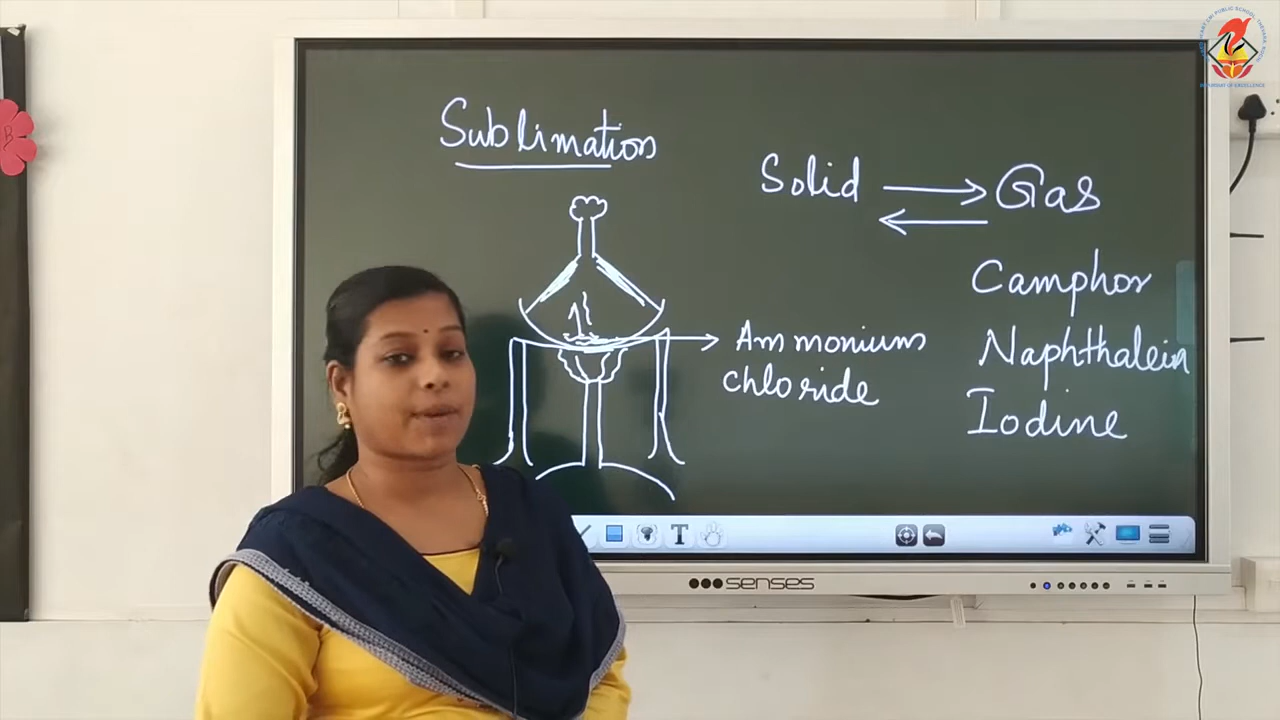 Sublimation
Solid
Gas
Ammonium
chloride
Camphor
Naphthalein
Iodine
T
senses
B